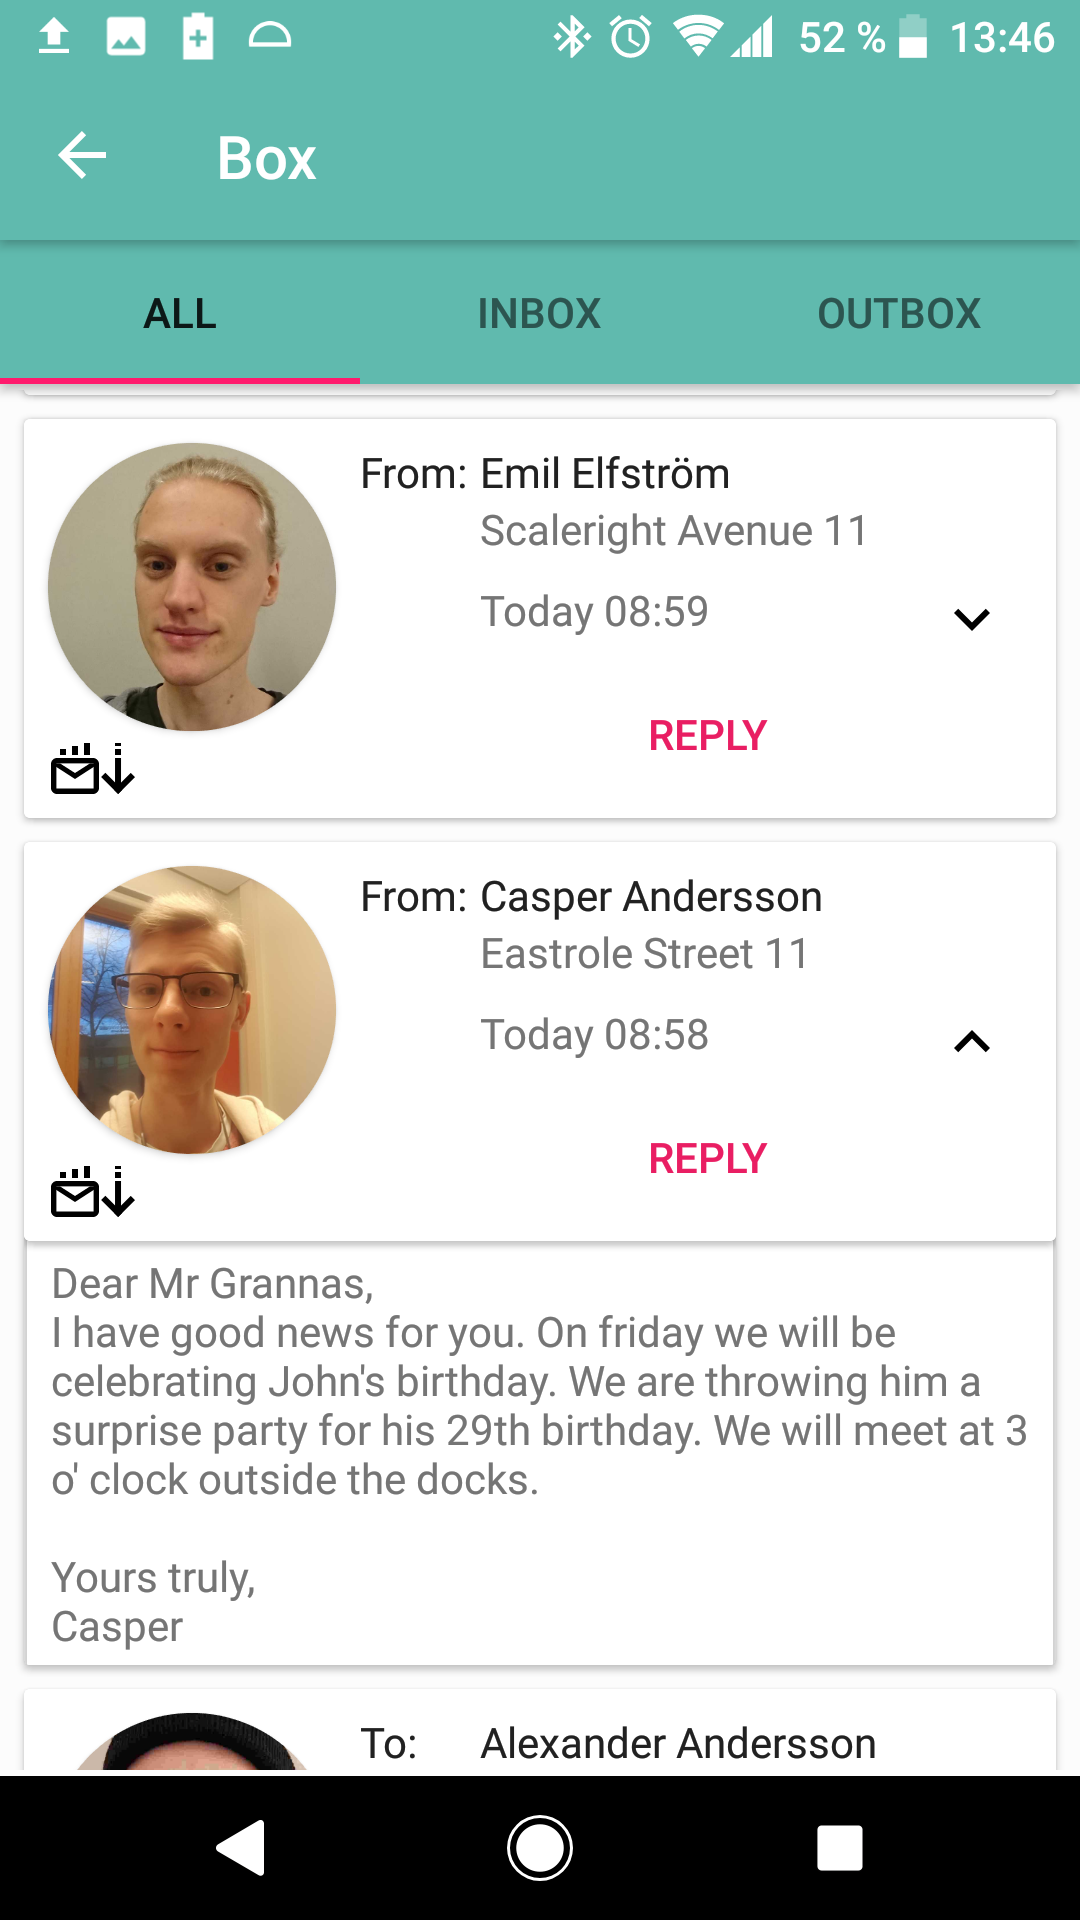 52 % 13:46
Box
ALL INBOX OUTBOX
From: Emil Elfström
Scaleright Avenue 11
Today 08:59
REPLY
From: Casper Andersson
Eastrole Street 11
Today 08:58
REPLY
Dear Mr Grannas,
I have good news for you. On friday we will be
celebrating John's birthday. We are throwing him a
surprise party for his 29th birthday. We will meet at 3
o' clock outside the docks.
Yours truly,
Casper
To: Alexander Andersson